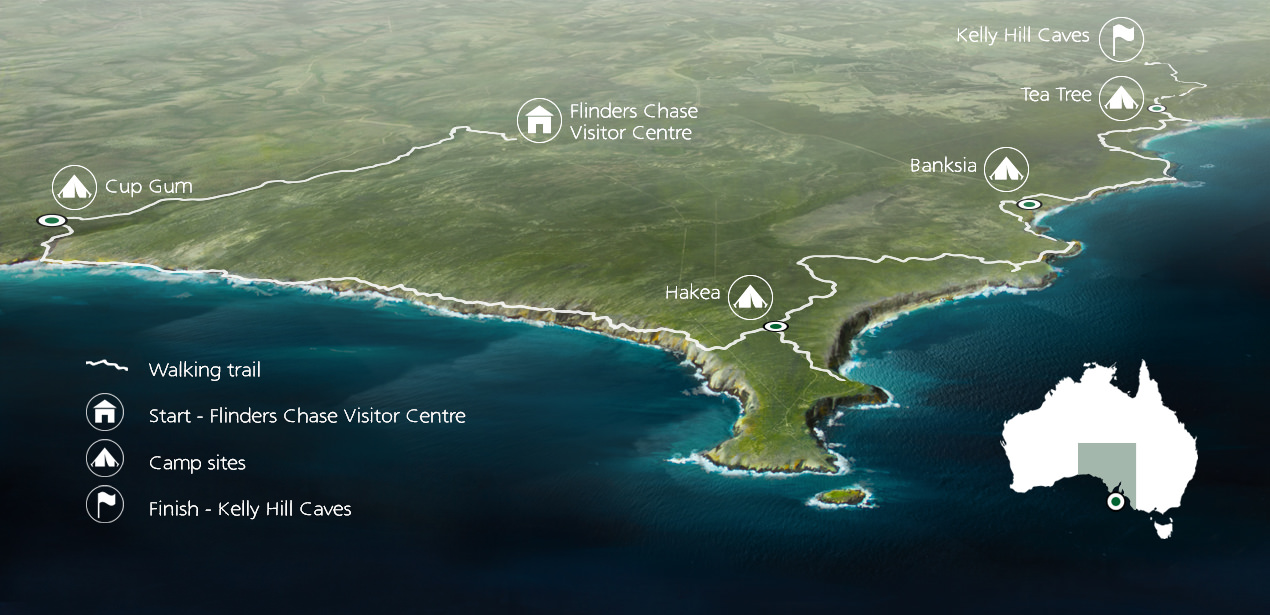 Kelly Hill Caves
Tea Tree
Flinders Chase
Visitor Centre
Banksia
Cup Gum
Hakea
Walking trail
Start - Flinders Chase Visitor Centre
Camp sites
Finish - Kelly Hill Caves